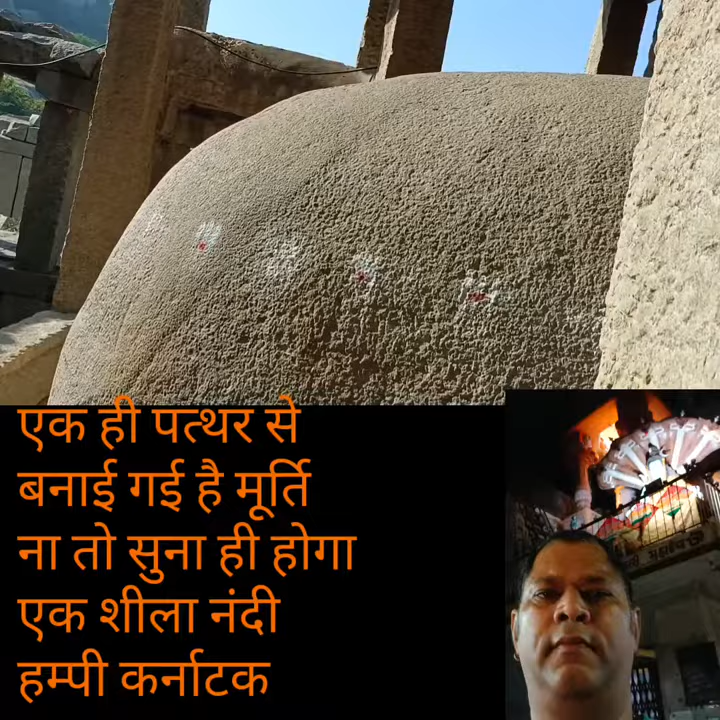 एक ही पत्थर से
बनाई गई है मूर्ति
ना तो सुना ही होगा
एक शीला नंदी
हम्पी कर्नाटक